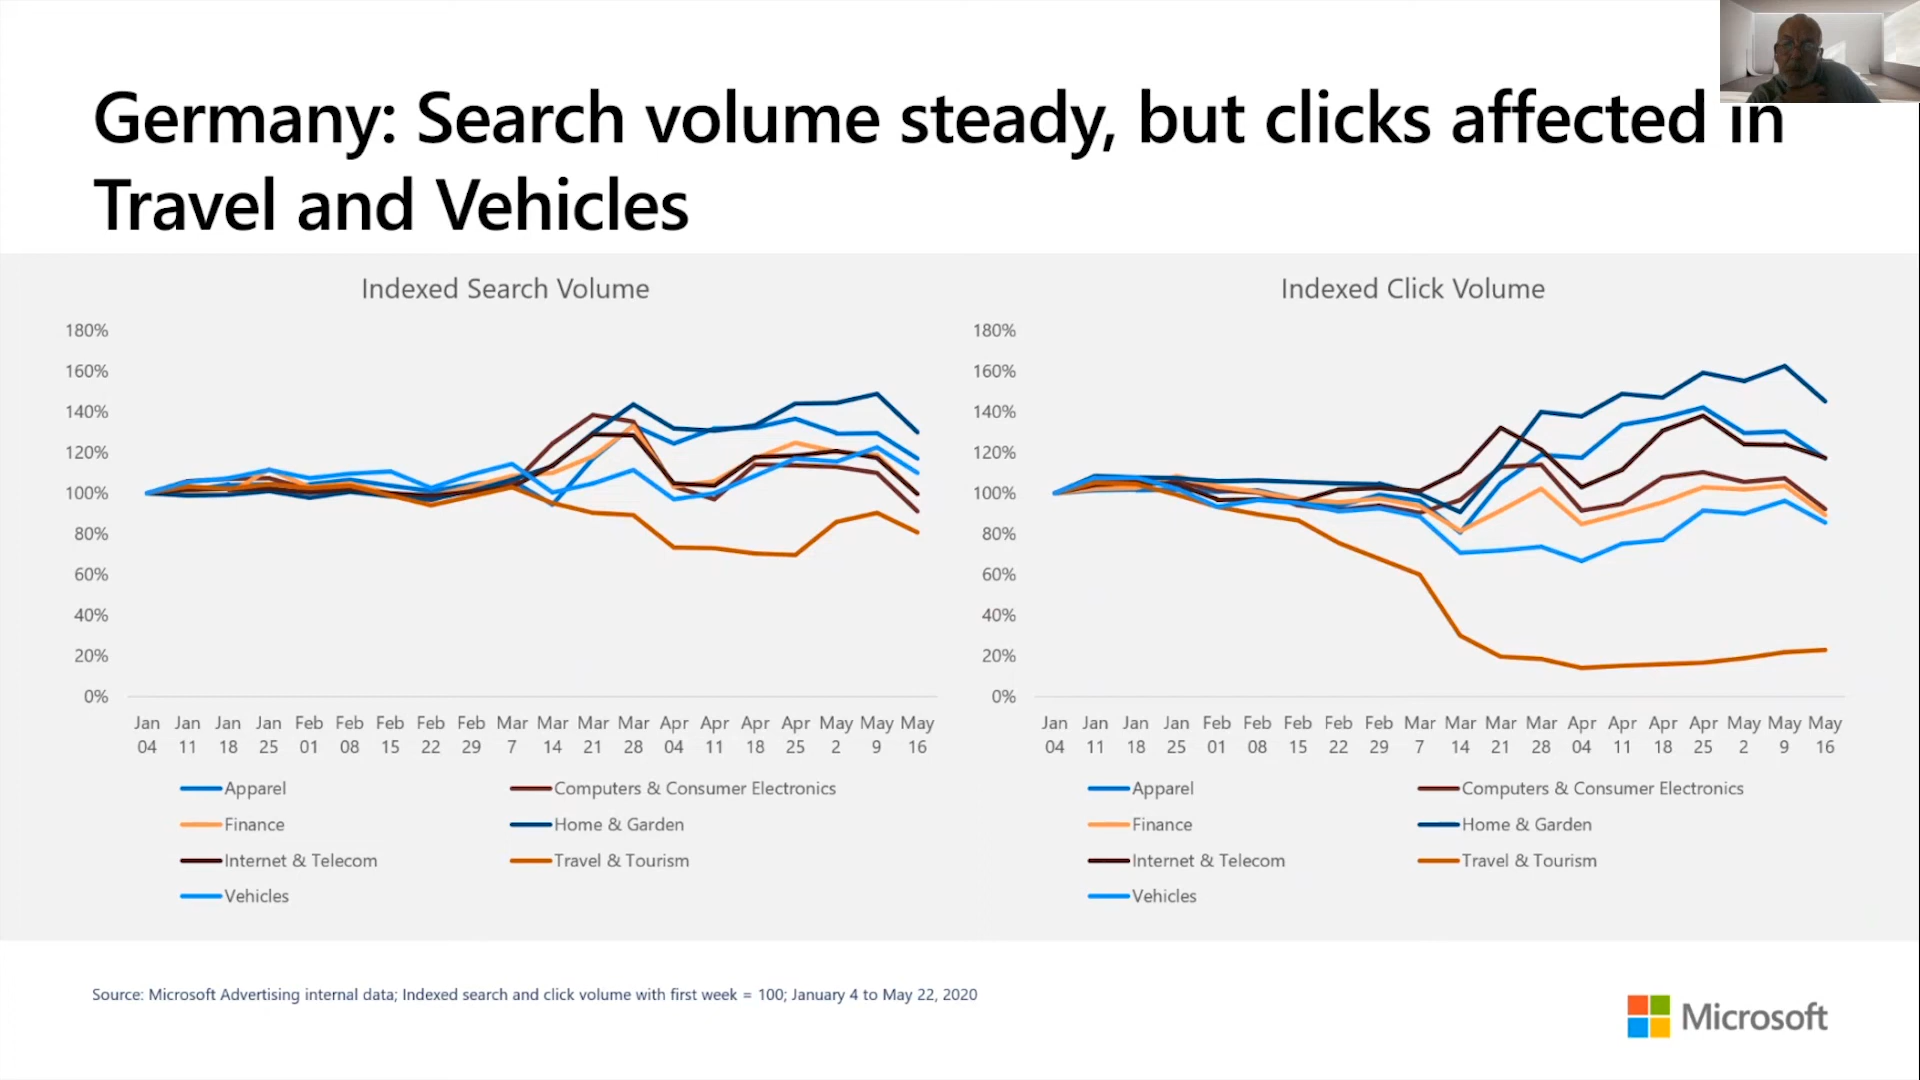 Germany: Search volume steady, but clicks affected in
Travel and Vehicles
Indexed Search Volume
180%
160%
140%
120%
100%
80%
60%
40%
20%
0%
Jan 04 Jan 11 Jan 18 Jan 25 Feb 01 Feb 08 Feb 15 Feb 22 Feb 29 Mar 7 Mar 14 Mar 21 Mar 28 Apr 04 Apr 11 Apr 18 Apr 25 May 2 May 9 May 16
Apparel Computers & Consumer Electronics
Finance Home & Garden
Internet & Telecom Travel & Tourism
Vehicles
Indexed Click Volume
180%
160%
140%
120%
100%
80%
60%
40%
20%
0%
Jan 04 Jan 11 Jan 18 Jan 25 Feb 01 Feb 08 Feb 15 Feb 22 Feb 29 Mar 7 Mar 14 Mar 21 Mar 28 Apr 04 Apr 11 Apr 18 Apr 25 May 2 May 9 May 16
Apparel Computers & Consumer Electronics
Finance Home & Garden
Internet & Telecom Travel & Tourism
Vehicles
Source: Microsoft Advertising internal data; Indexed search and click volume with first week = 100; January 4 to May 22, 2020
Microsoft